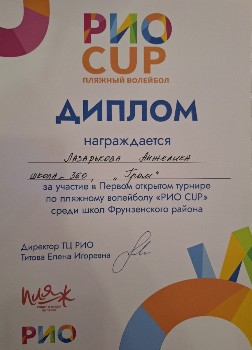 РИО
CUP
ПЛЯЖНЫЙ ВОЛЕЙБОЛ
ДИПЛОМ
награждается
Лазарькова Анжелика
школа-360, „Гром“
за участие в Первом открытом турнире
по пляжному волейболу «РИО CUP»
среди школ Фрунзенского района
Директор ТЦ РИО
Титова Елена Игоревна
пляж
РИО